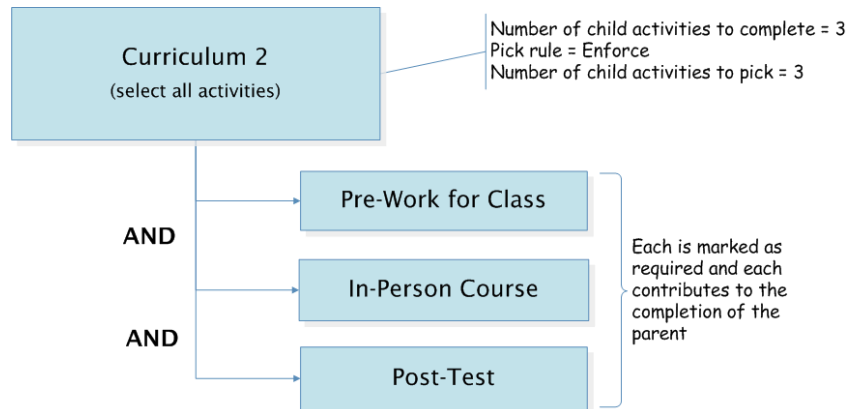 Curriculum 2
(select all activities)
Number of child activities to complete = 3
Pick rule = Enforce
Number of child activities to pick = 3
Pre-Work for Class
AND
In-Person Course
AND
Post-Test
Each is marked as
required and each
contributes to the
completion of the
parent